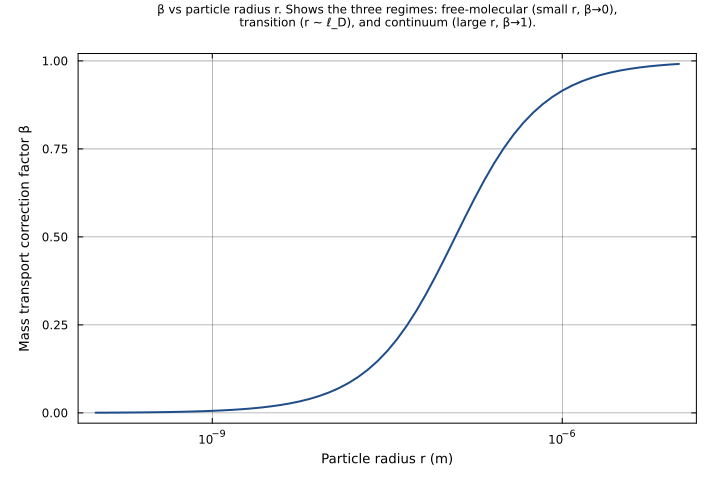 β vs particle radius r. Shows the three regimes: free-molecular (small r, β→0),
transition (r ~ ℓ_D), and continuum (large r, β→1).
1.00
0.75
0.50
0.25
0.00
Mass transport correction factor β
10⁻⁹
10⁻⁶
Particle radius r (m)